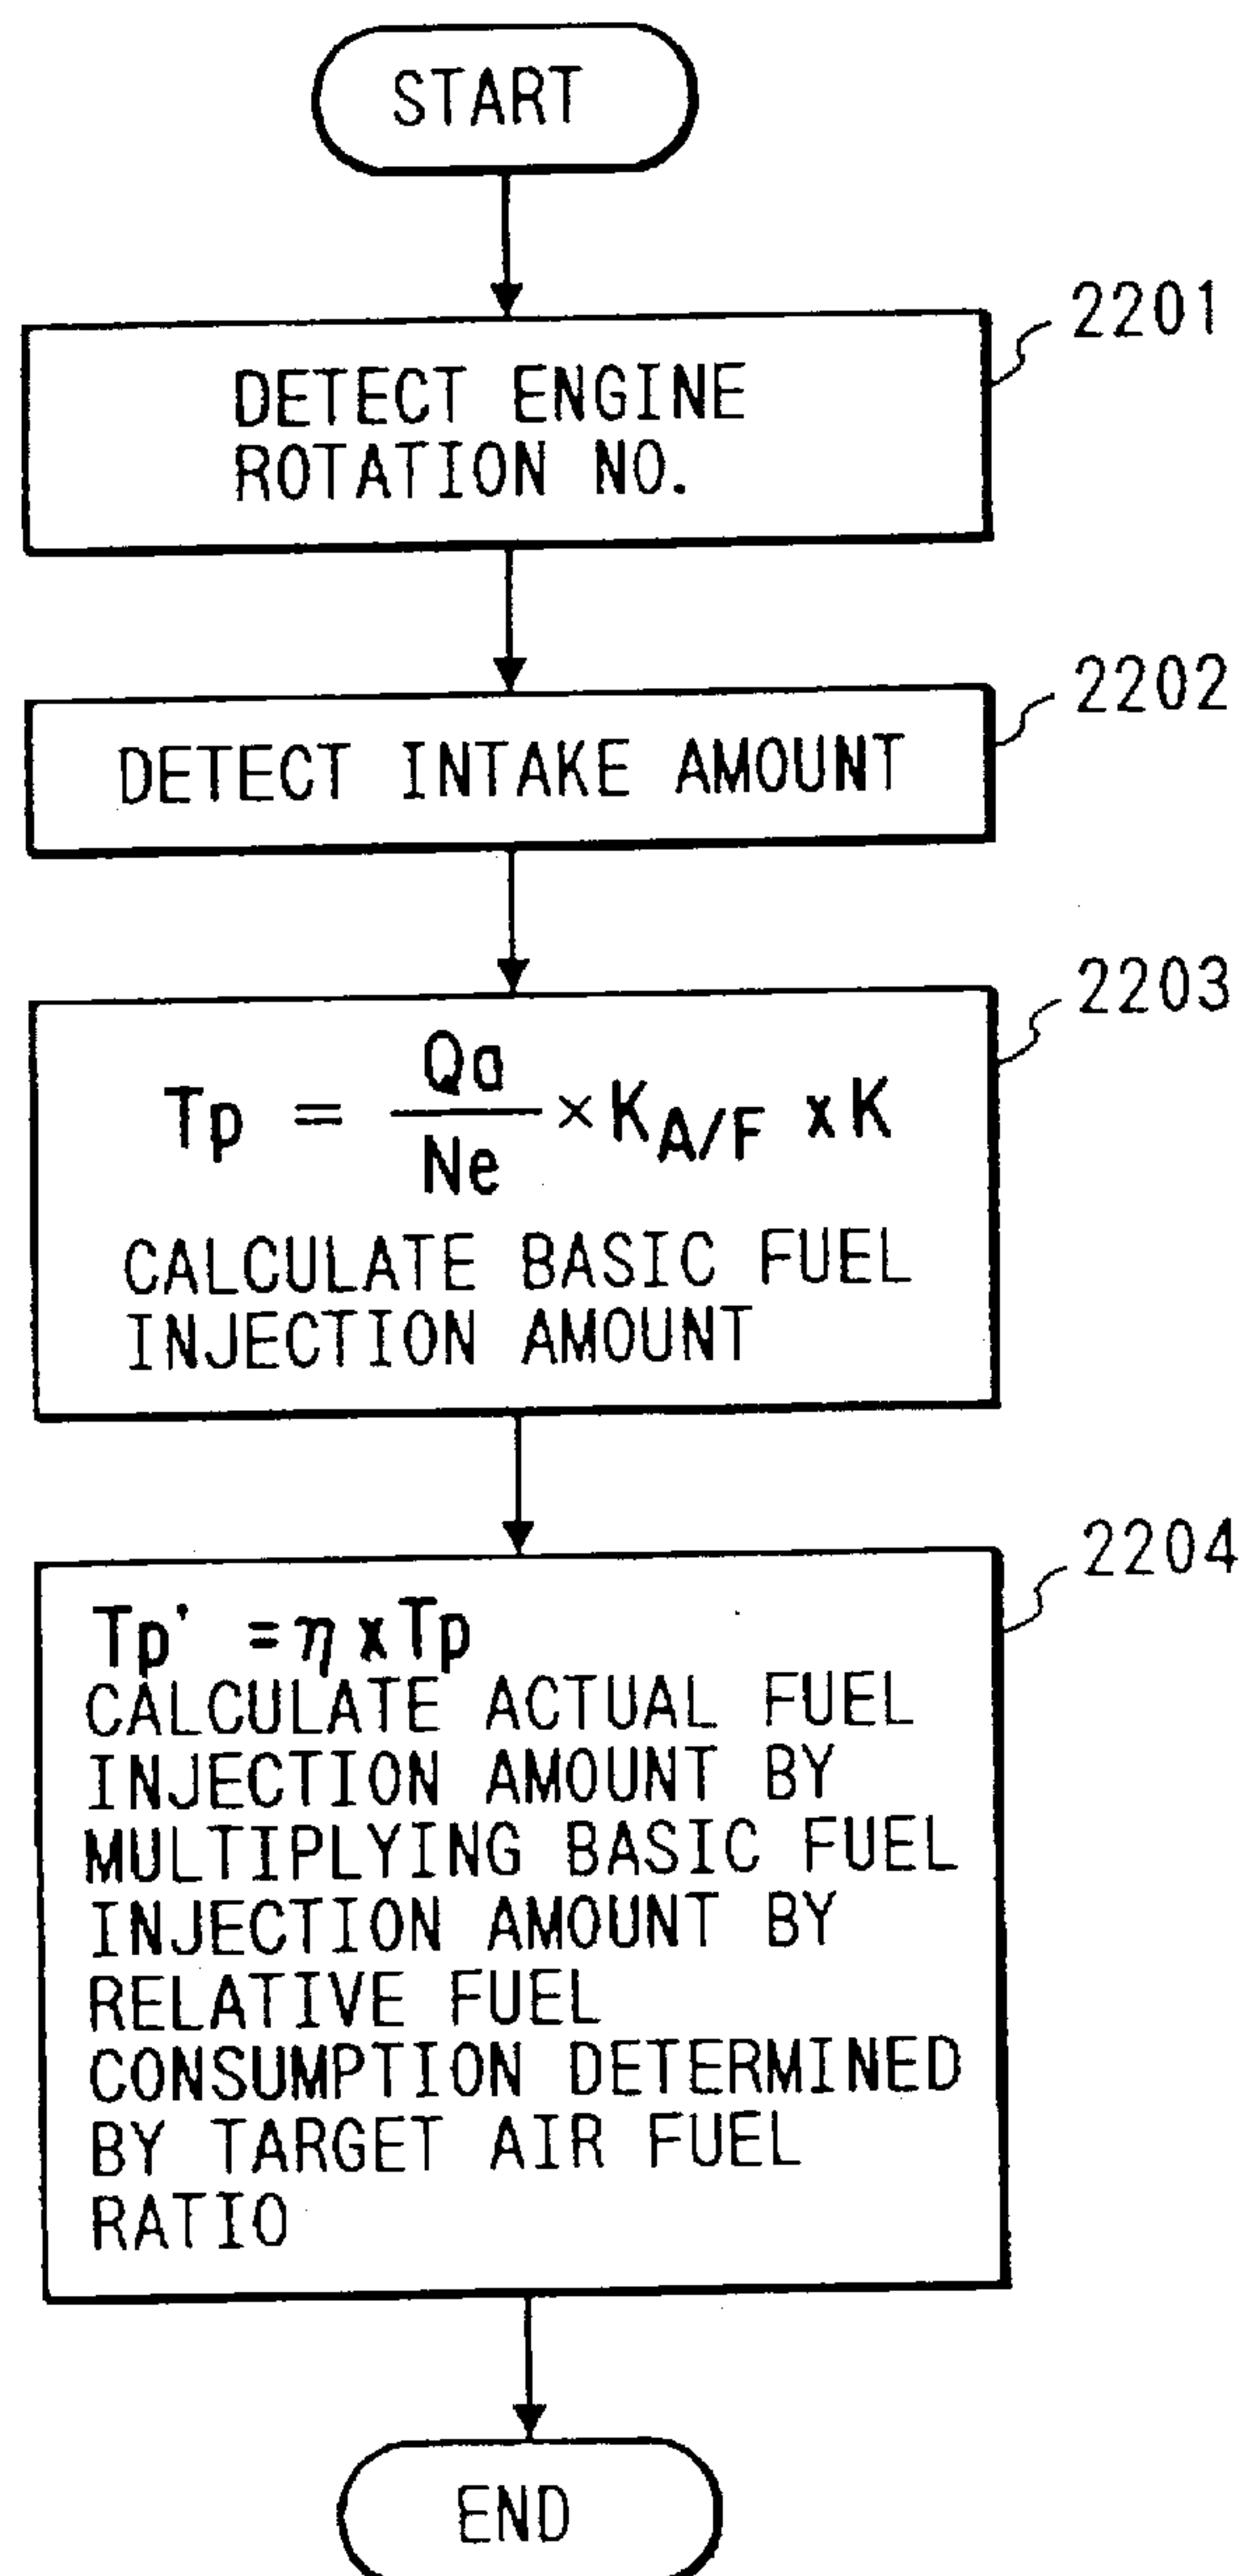 START
2201
DETECT ENGINE
ROTATION NO.
2202
DETECT INTAKE AMOUNT
2203
Tp = Qa/Ne × K_A/F x K
CALCULATE BASIC FUEL
INJECTION AMOUNT
2204
Tp' = η x Tp
CALCULATE ACTUAL FUEL
INJECTION AMOUNT BY
MULTIPLYING BASIC FUEL
INJECTION AMOUNT BY
RELATIVE FUEL
CONSUMPTION DETERMINED
BY TARGET AIR FUEL
RATIO
END